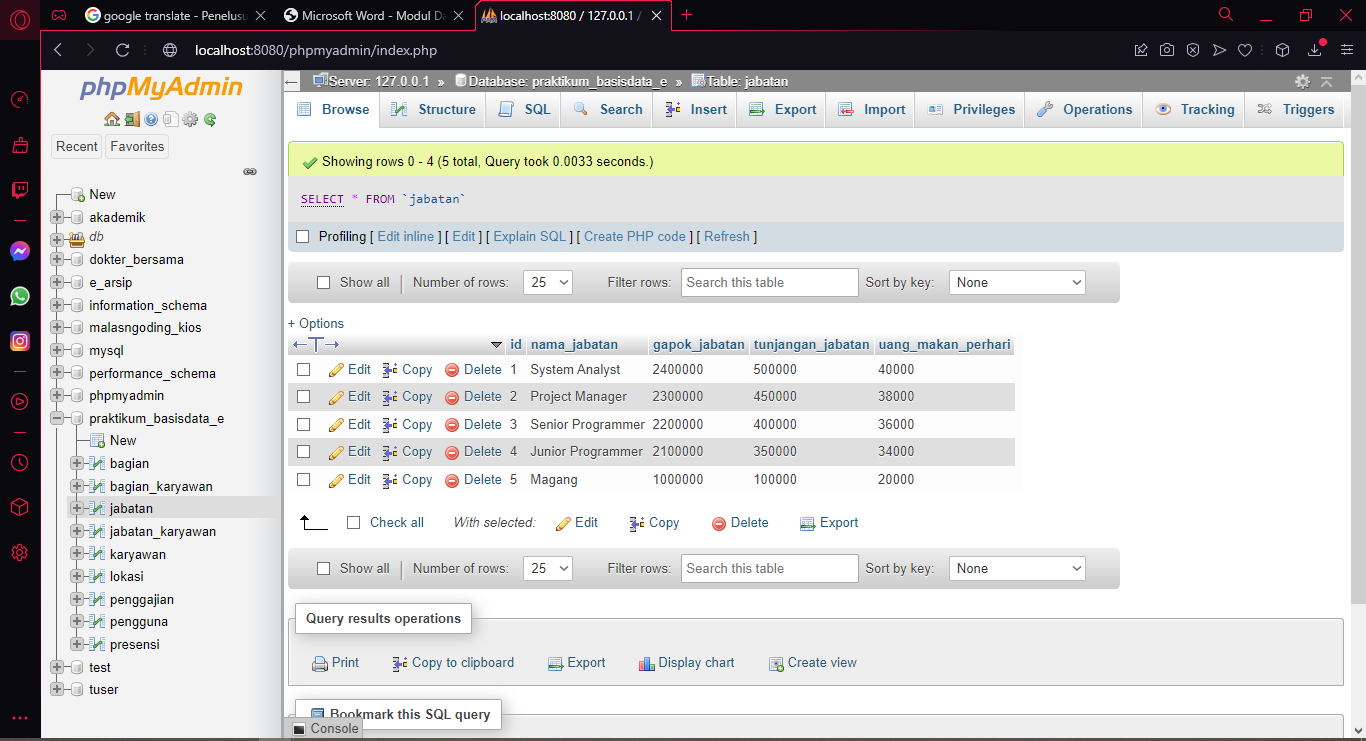 google translate - Penelusu
Microsoft Word - Modul Da
localhost:8080 / 127.0.0.1 /
localhost:8080/phpmyadmin/index.php
phpMyAdmin
Recent Favorites
New
akademik
db
dokter_bersama
e_arsip
information_schema
malasngoding_kios
mysql
performance_schema
phpmyadmin
praktikum_basisdata_e
New
bagian
bagian_karyawan
jabatan
jabatan_karyawan
karyawan
lokasi
penggajian
pengguna
presensi
test
tuser
Server: 127.0.0.1 » Database: praktikum_basisdata_e » Table: jabatan
Browse Structure SQL Search Insert Export Import Privileges Operations Tracking Triggers
Showing rows 0 - 4 (5 total, Query took 0.0033 seconds.)
SELECT * FROM `jabatan`
Profiling [ Edit inline ] [ Edit ] [ Explain SQL ] [ Create PHP code ] [ Refresh ]
Show all | Number of rows: 25 Filter rows: Search this table Sort by key: None
+ Options
id nama_jabatan gapok_jabatan tunjangan_jabatan uang_makan_perhari
Edit Copy Delete 1 System Analyst 2400000 500000 40000
Edit Copy Delete 2 Project Manager 2300000 450000 38000
Edit Copy Delete 3 Senior Programmer 2200000 400000 36000
Edit Copy Delete 4 Junior Programmer 2100000 350000 34000
Edit Copy Delete 5 Magang 1000000 100000 20000
Check all With selected: Edit Copy Delete Export
Show all | Number of rows: 25 Filter rows: Search this table Sort by key: None
Query results operations
Print Copy to clipboard Export Display chart Create view
Bookmark this SQL query
Console